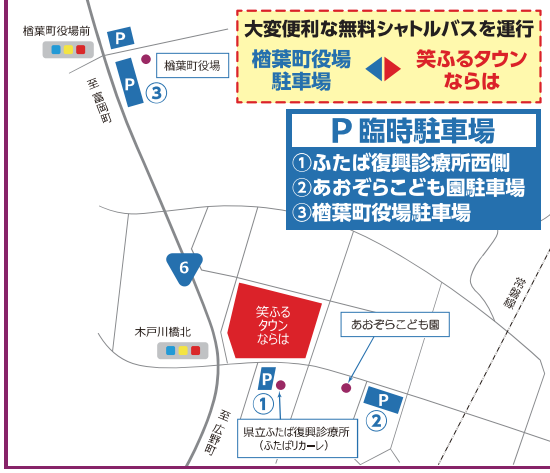 大変便利な無料シャトルバスを運行
楢葉町役場
駐車場
笑ふるタウン
ならは
P 臨時駐車場
①ふたば復興診療所西側
②あおぞらこども園駐車場
③楢葉町役場駐車場
楢葉町役場前
P
楢葉町役場
P
③
至 富岡町
6
常磐線
笑ふる
タウン
ならは
木戸川橋北
あおぞらこども園
P
①
P
②
至 広野町
県立ふたば復興診療所
(ふたばリカーレ)